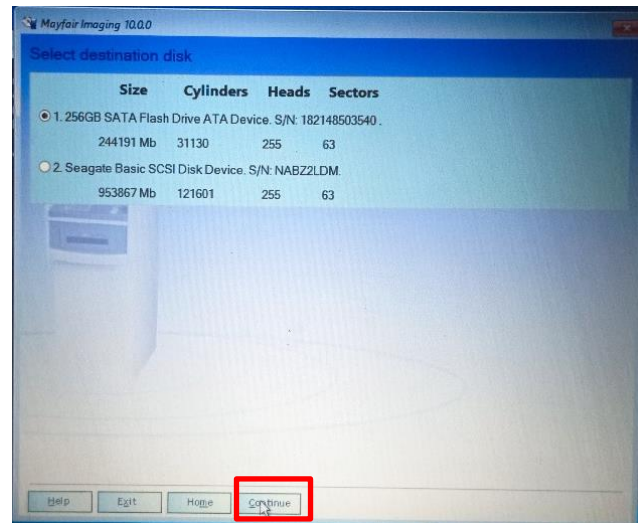 Mayfair Imaging 10.0.0
Select destination disk
Size Cylinders Heads Sectors
1. 256GB SATA Flash Drive ATA Device. S/N: 182148503540 .
244191 Mb 31130 255 63
2. Seagate Basic SCSI Disk Device. S/N: NABZ2LDM.
953867 Mb 121601 255 63
Help Exit Home Continue